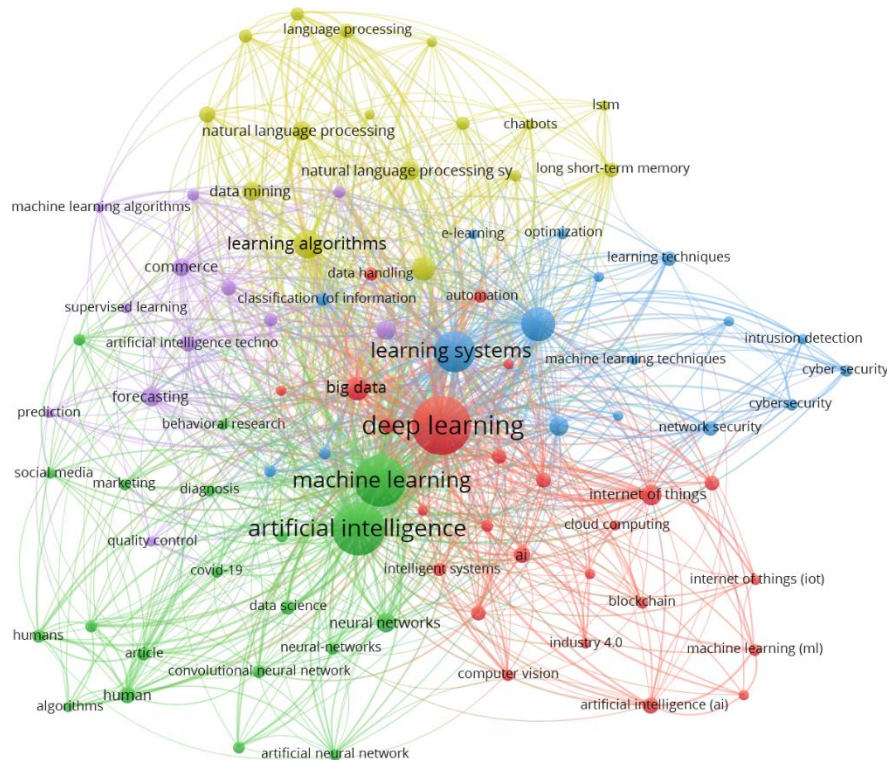 language processing
lstm
chatbots
natural language processing
natural language processing sy
long short-term memory
data mining
machine learning algorithms
e-learning
optimization
learning algorithms
learning techniques
commerce
data handling
automation
classification (of information
supervised learning
intrusion detection
artificial intelligence techno
learning systems
machine learning techniques
cyber security
big data
forecasting
cybersecurity
prediction
behavioral research
deep learning
network security
social media
marketing
diagnosis
machine learning
internet of things
artificial intelligence
cloud computing
quality control
ai
covid-19
intelligent systems
internet of things (iot)
data science
blockchain
humans
neural networks
article
neural-networks
industry 4.0
machine learning (ml)
convolutional neural network
computer vision
human
algorithms
artificial intelligence (ai)
artificial neural network